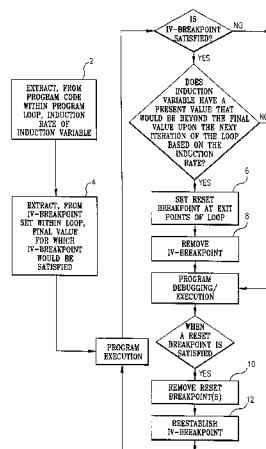 IS
IV-BREAKPOINT
SATISFIED?
NO
YES
2
EXTRACT, FROM
PROGRAM CODE
WITHIN PROGRAM
LOOP, INDUCTION
RATE OF
INDUCTION VARIABLE
DOES
INDUCTION
VARIABLE HAVE A
PRESENT VALUE THAT
WOULD BE BEYOND THE FINAL
VALUE UPON THE NEXT
ITERATION OF THE LOOP
BASED ON THE
INDUCTION
RATE?
NO
YES
4
EXTRACT, FROM
IV-BREAKPOINT
SET WITHIN LOOP,
FINAL VALUE
FOR WHICH
IV-BREAKPOINT
WOULD BE
SATISFIED
6
SET RESET
BREAKPOINT AT EXIT
POINTS OF LOOP
8
REMOVE
IV-BREAKPOINT
PROGRAM
DEBUGGING/
EXECUTION
PROGRAM
EXECUTION
WHEN
A RESET
BREAKPOINT IS
SATISFIED
YES
10
REMOVE RESET
BREAKPOINT(S)
12
REESTABLISH
IV-BREAKPOINT